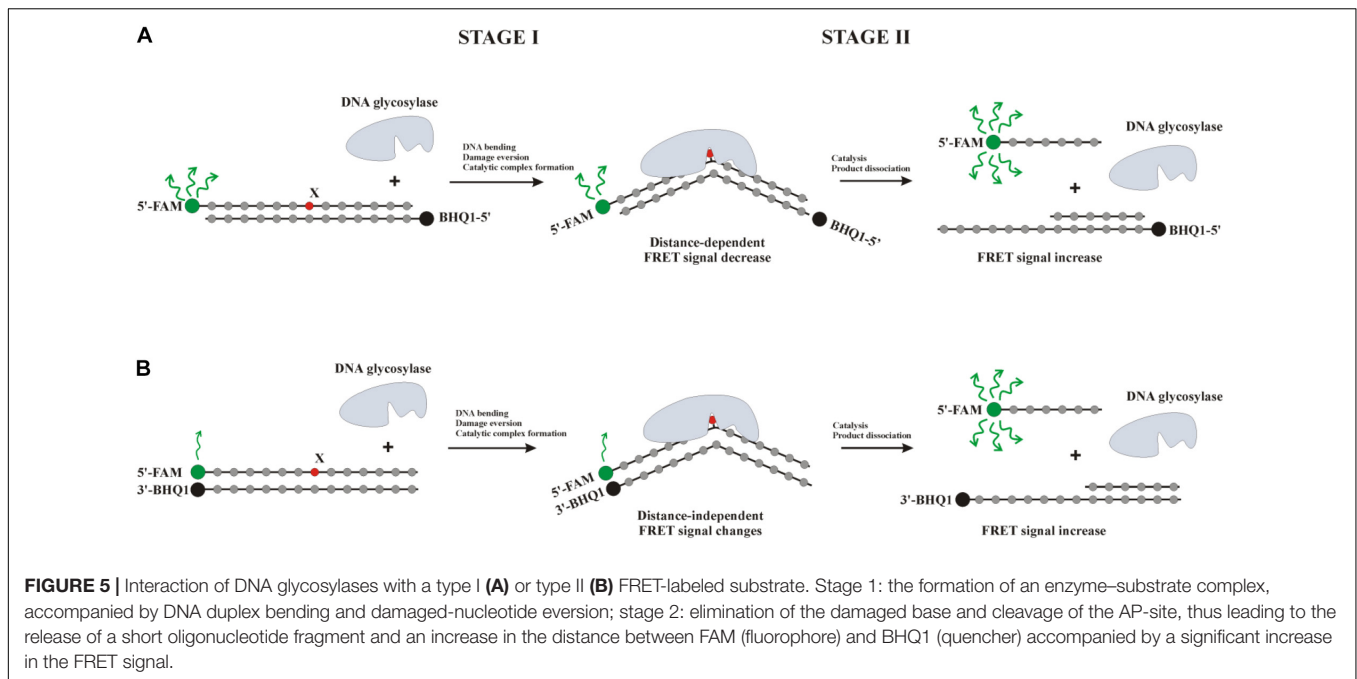 A
STAGE I
STAGE II
DNA glycosylase
DNA bending
Damage eversion
Catalytic complex formation
Catalysis
Product dissociation
5'-FAM
DNA glycosylase
X
+
+
5'-FAM
BHQ1-5'
5'-FAM
BHQ1-5'
BHQ1-5'
Distance-dependent
FRET signal decrease
FRET signal increase
B
DNA glycosylase
DNA bending
Damage eversion
Catalytic complex formation
Catalysis
Product dissociation
5'-FAM
DNA glycosylase
X
+
+
5'-FAM
3'-BHQ1
5'-FAM
3'-BHQ1
3'-BHQ1
Distance-independent
FRET signal changes
FRET signal increase
FIGURE 5 | Interaction of DNA glycosylases with a type I (A) or type II (B) FRET-labeled substrate. Stage 1: the formation of an enzyme–substrate complex,
accompanied by DNA duplex bending and damaged-nucleotide eversion; stage 2: elimination of the damaged base and cleavage of the AP-site, thus leading to the
release of a short oligonucleotide fragment and an increase in the distance between FAM (fluorophore) and BHQ1 (quencher) accompanied by a significant increase
in the FRET signal.